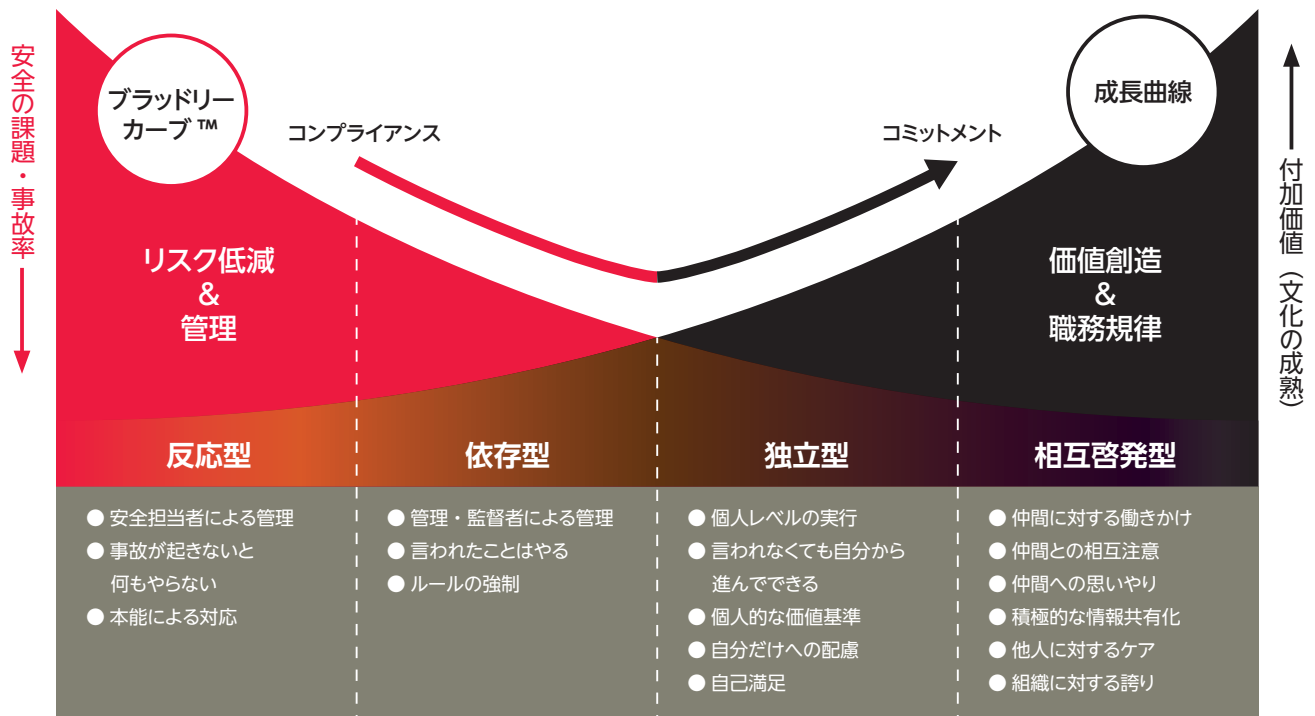 安全の課題・事故率
ブラッドリー
カーブ™
コンプライアンス
コミットメント
成長曲線
付加価値（文化の成熟）
リスク低減
&
管理
価値創造
&
職務規律
反応型
依存型
独立型
相互啓発型
● 安全担当者による管理
● 事故が起きないと
何もやらない
● 本能による対応
● 管理・監督者による管理
● 言われたことはやる
● ルールの強制
● 個人レベルの実行
● 言われなくても自分から
進んでできる
● 個人的な価値基準
● 自分だけへの配慮
● 自己満足
● 仲間に対する働きかけ
● 仲間との相互注意
● 仲間への思いやり
● 積極的な情報共有化
● 他人に対するケア
● 組織に対する誇り